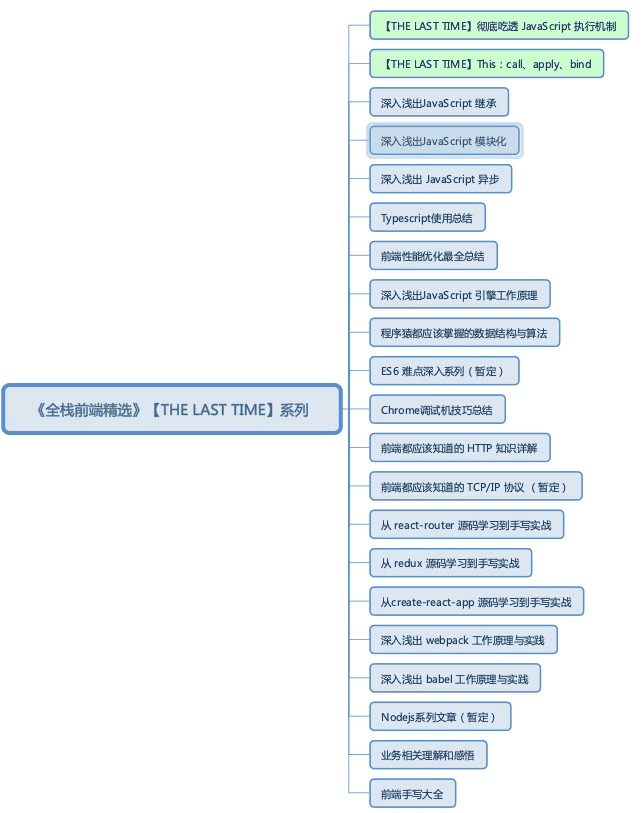 【THE LAST TIME】彻底吃透 JavaScript 执行机制
【THE LAST TIME】This：call、apply、bind
深入浅出JavaScript 继承
深入浅出JavaScript 模块化
深入浅出 JavaScript 异步
Typescript使用总结
前端性能优化最全总结
深入浅出JavaScript 引擎工作原理
程序猿都应该掌握的数据结构与算法
ES6 难点深入系列（暂定）
《全栈前端精选》【THE LAST TIME】系列
Chrome调试机技巧总结
前端都应该知道的 HTTP 知识详解
前端都应该知道的 TCP/IP 协议 （暂定）
从 react-router 源码学习到手写实战
从 redux 源码学习到手写实战
从create-react-app 源码学习到手写实战
深入浅出 webpack 工作原理与实践
深入浅出 babel 工作原理与实践
Nodejs系列文章（暂定）
业务相关理解和感悟
前端手写大全